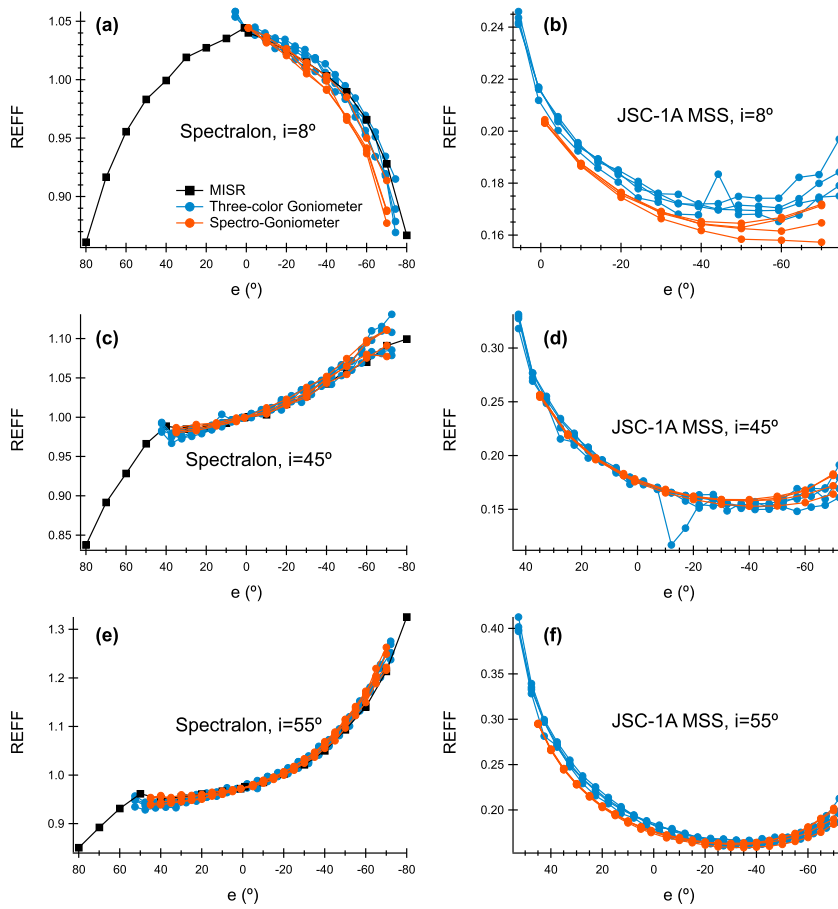 (a)
1.05
1.00
0.95
0.90
REFF
Spectralon, i=8º
MISR
Three-color Goniometer
Spectro-Goniometer
80 60 40 20 0 -20 -40 -60 -80
e (º)
(b)
0.24
0.22
0.20
0.18
0.16
REFF
JSC-1A MSS, i=8º
0 -20 -40 -60
e (º)
(c)
1.10
1.05
1.00
0.95
0.90
0.85
REFF
Spectralon, i=45º
80 60 40 20 0 -20 -40 -60 -80
e (º)
(d)
0.30
0.25
0.20
0.15
REFF
JSC-1A MSS, i=45º
40 20 0 -20 -40 -60
e (º)
(e)
1.3
1.2
1.1
1.0
0.9
REFF
Spectralon, i=55º
80 60 40 20 0 -20 -40 -60 -80
e (º)
(f)
0.40
0.30
0.20
REFF
JSC-1A MSS, i=55º
40 20 0 -20 -40 -60
e (º)